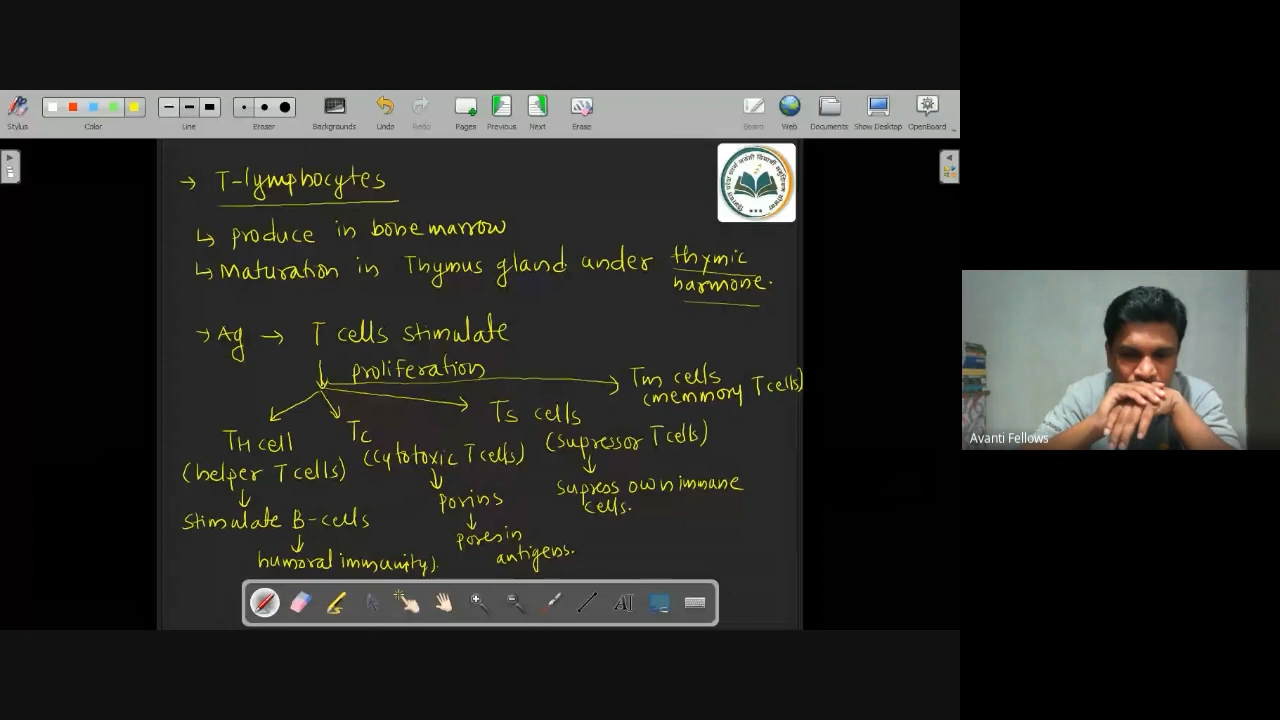 Stylus
Color
Line
Eraser
Backgrounds
Undo
Redo
Pages
Previous
Next
Erase
Board
Web
Documents
Show Desktop
OpenBoard
→ T-lymphocytes
↳ produce in bone marrow
↳ Maturation in Thymus gland under thymic
harmone.
→ Ag → T cells stimulate
proliferation
Tm cells
(memmory T cells)
Ts cells
(supressor T cells)
TH cell
(helper T cells)
Tc
(cytotoxic T cells)
supress own immune
cells.
stimulate B-cells
humoral immunity).
Porins
Pores in
antigens.
Avanti Fellows